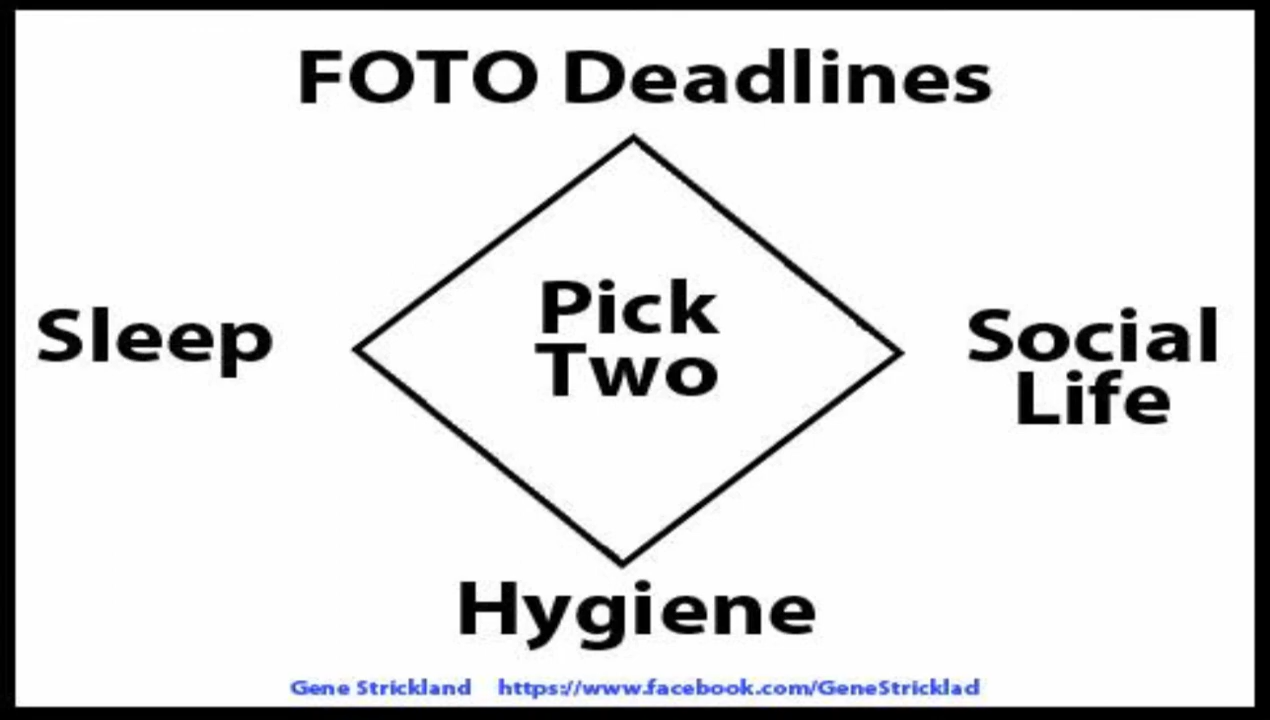 FOTO Deadlines
Pick
Two
Sleep
Social
Life
Hygiene
Gene Strickland https://www.facebook.com/GeneStricklad